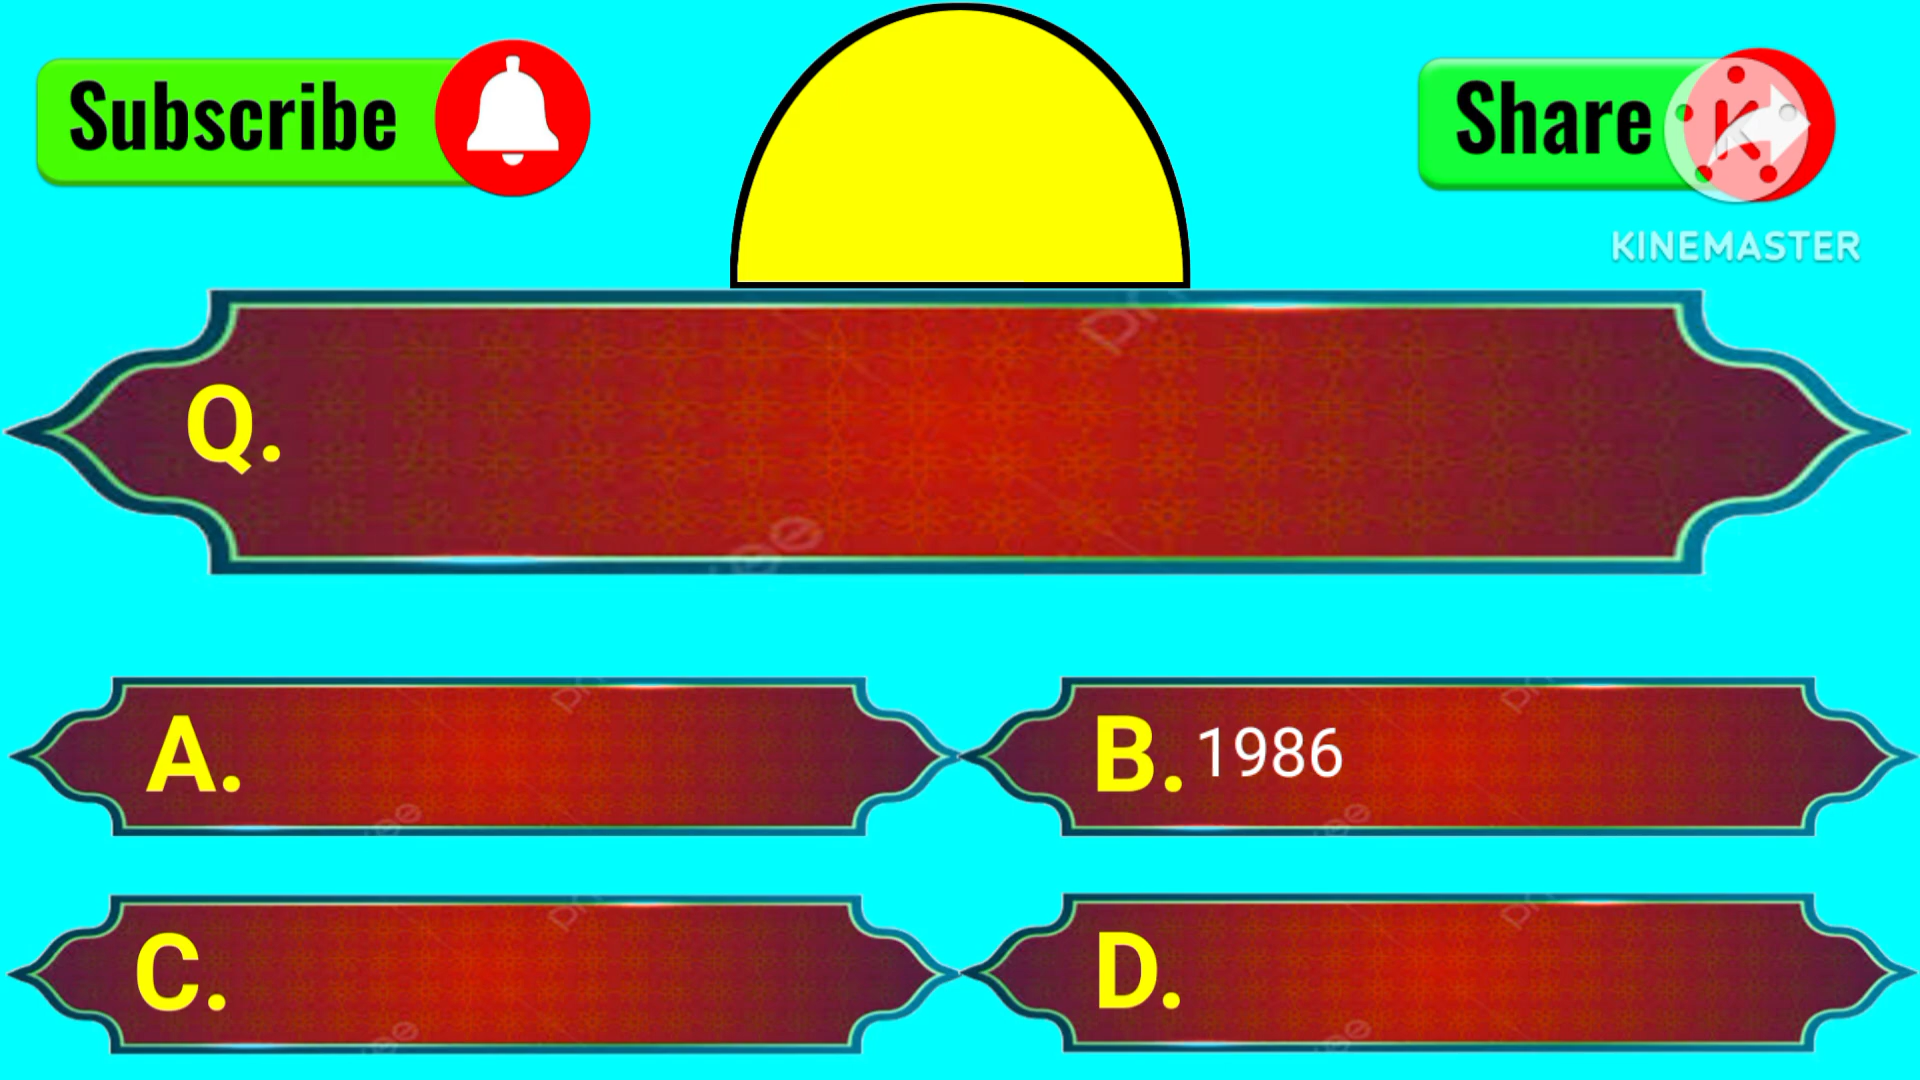 Subscribe
Share
KINEMASTER
Q.
A.
B. 1986
C.
D.